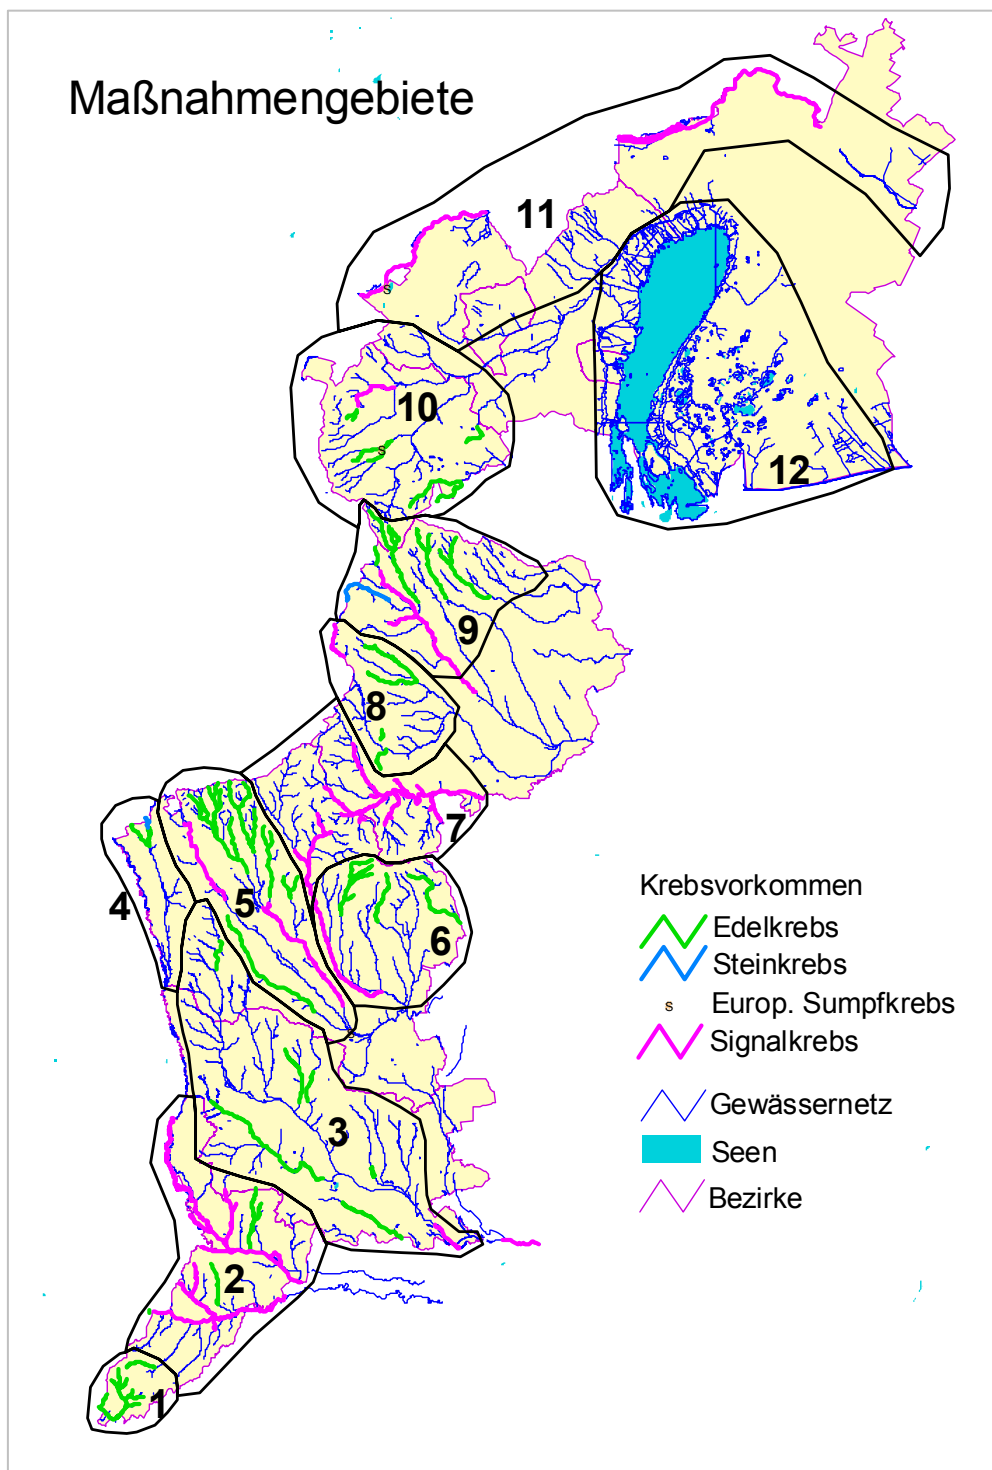 Maßnahmengebiete
11
S
10
S
12
9
8
7
4
5
6
3
2
1
Krebsvorkommen
Edelkrebs
Steinkrebs
s Europ. Sumpfkrebs
Signalkrebs
Gewässernetz
Seen
Bezirke